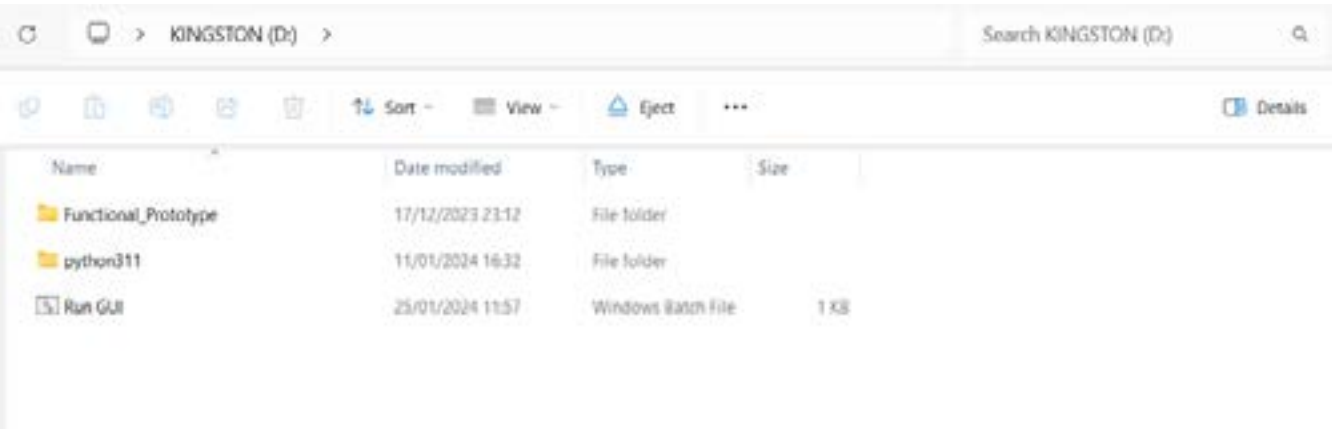 KINGSTON (D:) Search KINGSTON (D:)
Sort View Eject ••• Details
Name Date modified Type Size
Functional_Prototype 17/12/2023 23:12 File folder
python311 11/01/2024 16:32 File folder
Run GUI 25/01/2024 11:57 Windows Batch File 1 KB